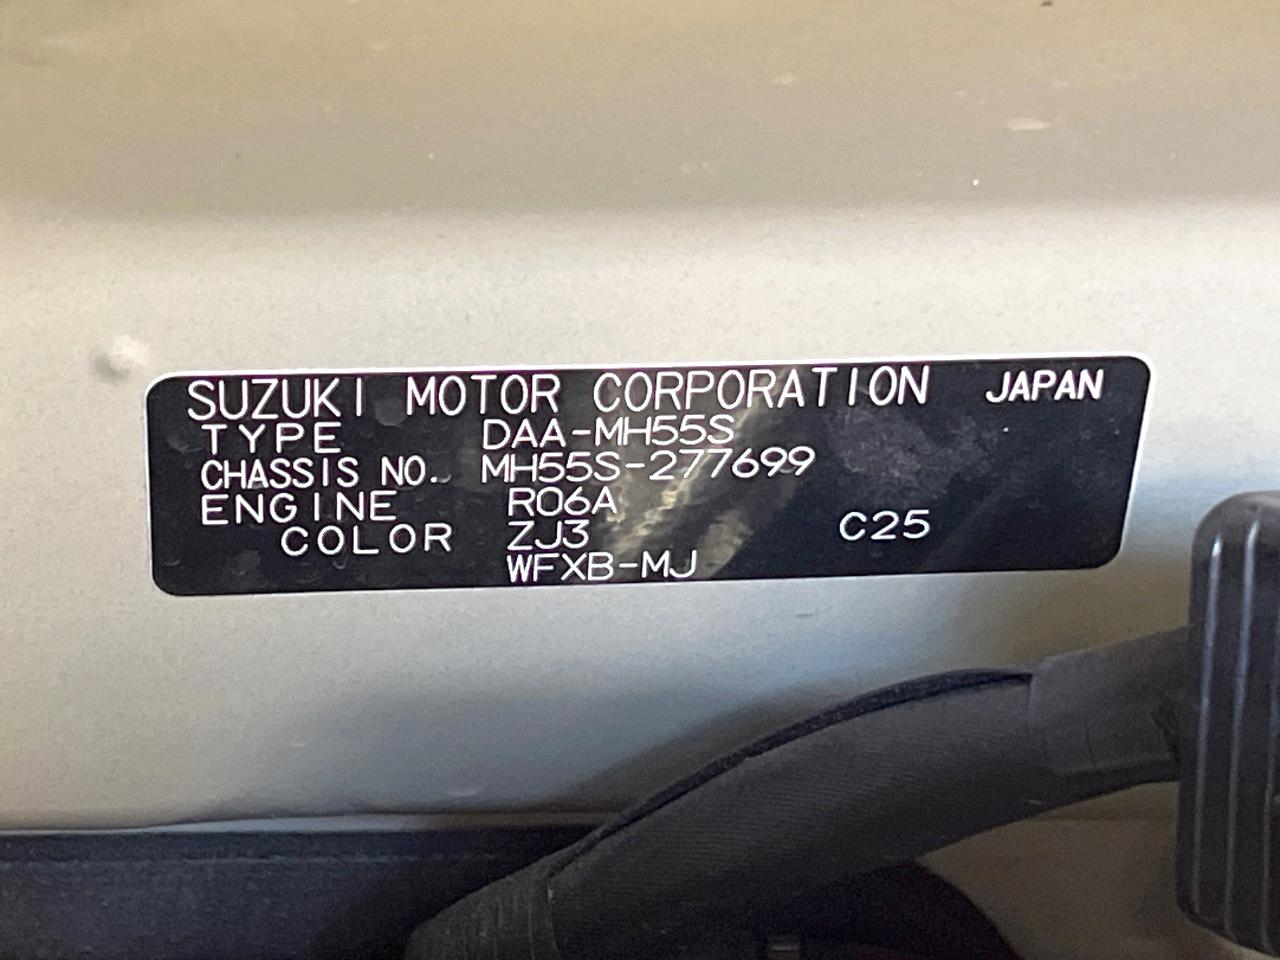 SUZUKI MOTOR CORPORATION JAPAN
TYPE DAA-MH55S
CHASSIS NO. MH55S-277699
ENGINE R06A
COLOR ZJ3 C25
WFXB-MJ